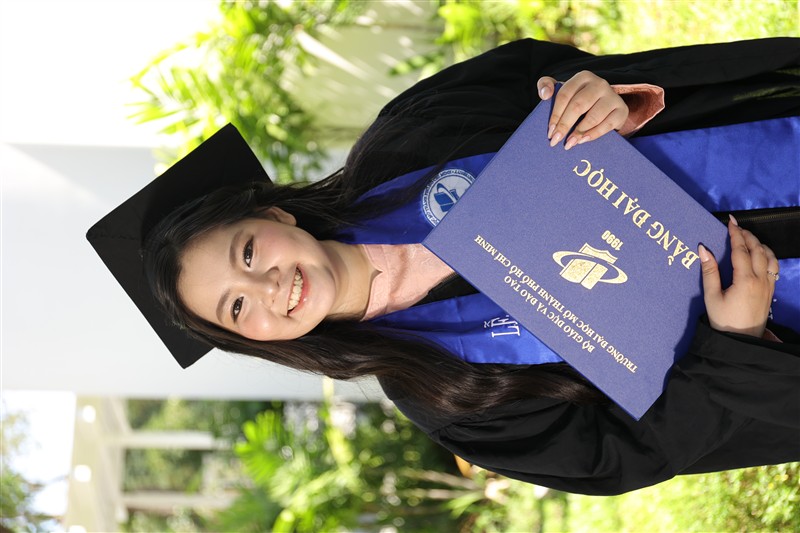 BỘ GIÁO DỤC VÀ ĐÀO TẠO
TRƯỜNG ĐẠI HỌC MỞ THÀNH PHỐ HỒ CHÍ MINH
1990
BẰNG ĐẠI HỌC
LỄ